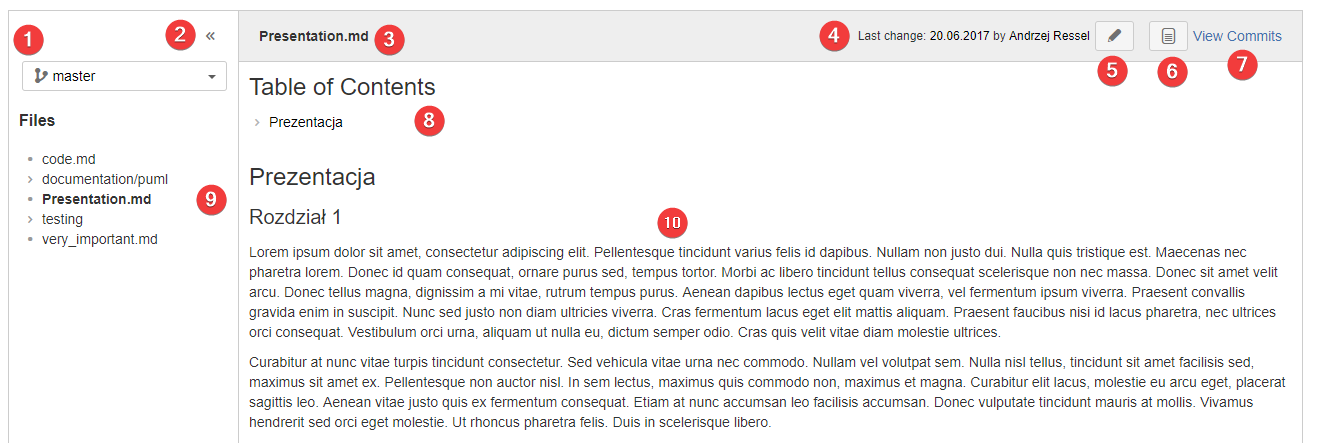 1
2 «
master
Files
code.md
documentation/puml
Presentation.md
9
testing
very_important.md
Presentation.md 3
4 Last change: 20.06.2017 by Andrzej Ressel View Commits
5 6 7
Table of Contents
Prezentacja 8
Prezentacja
Rozdział 1
10
Lorem ipsum dolor sit amet, consectetur adipiscing elit. Pellentesque tincidunt varius felis id dapibus. Nullam non justo dui. Nulla quis tristique est. Maecenas nec
pharetra lorem. Donec id quam consequat, ornare purus sed, tempus tortor. Morbi ac libero tincidunt tellus consequat scelerisque non nec massa. Donec sit amet velit
arcu. Donec tellus magna, dignissim a mi vitae, rutrum tempus purus. Aenean dapibus lectus eget quam viverra, vel fermentum ipsum viverra. Praesent convallis
gravida enim in suscipit. Nunc sed justo non diam ultricies viverra. Cras fermentum lacus eget elit mattis aliquam. Praesent faucibus nisi id lacus pharetra, nec ultrices
orci consequat. Vestibulum orci urna, aliquam ut nulla eu, dictum semper odio. Cras quis velit vitae diam molestie ultrices.
Curabitur at nunc vitae turpis tincidunt consectetur. Sed vehicula vitae urna nec commodo. Nullam vel volutpat sem. Nulla nisl tellus, tincidunt sit amet facilisis sed,
maximus sit amet ex. Pellentesque non auctor nisl. In sem lectus, maximus quis commodo non, maximus et magna. Curabitur elit lacus, molestie eu arcu eget, placerat
sagittis leo. Aenean vitae justo quis ex fermentum consequat. Etiam at nunc accumsan leo facilisis accumsan. Donec vulputate tincidunt mauris at mollis. Vivamus
hendrerit sed orci eget molestie. Ut rhoncus pharetra felis. Duis in scelerisque libero.